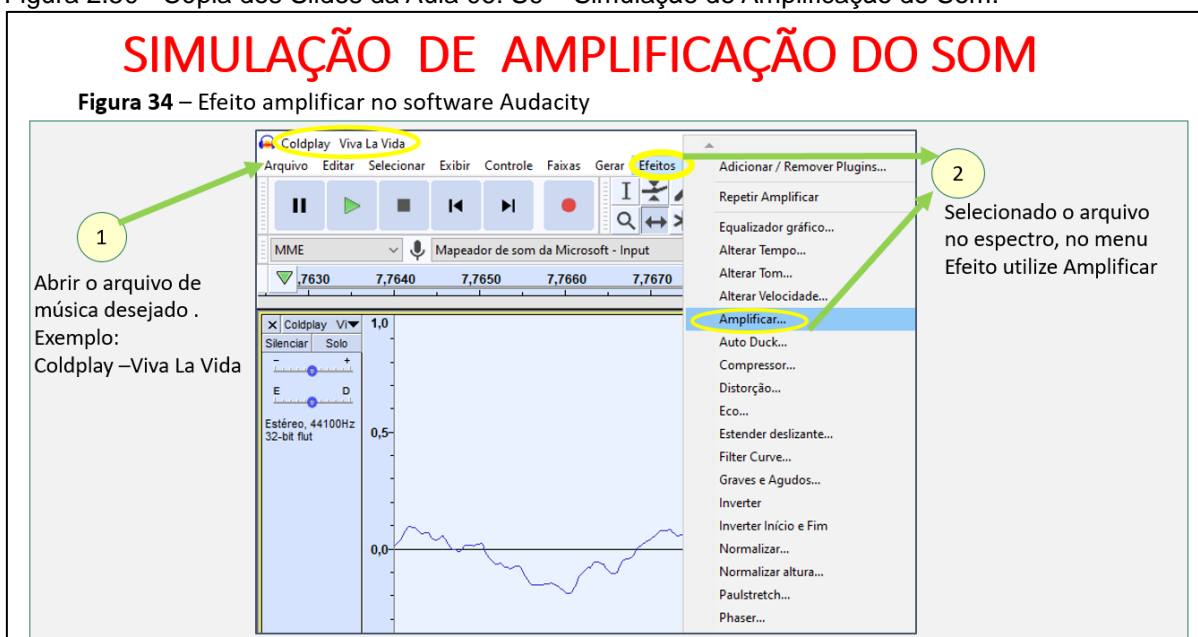 SIMULAÇÃO DE AMPLIFICAÇÃO DO SOM
Figura 34 – Efeito amplificar no software Audacity
Coldplay Viva La Vida
Arquivo Editar Selecionar Exibir Controle Faixas Gerar Efeitos
MME
Mapeador de som da Microsoft - Input
,7630 7,7640 7,7650 7,7660 7,7670
x Coldplay Vi
Silenciar Solo
- +
E D
Estéreo, 44100Hz
32-bit flut
1,0
0,5
0,0
Adicionar / Remover Plugins...
Repetir Amplificar
Equalizador gráfico...
Alterar Tempo...
Alterar Tom...
Alterar Velocidade...
Amplificar...
Auto Duck...
Compressor...
Distorção...
Eco...
Estender deslizante...
Filter Curve...
Graves e Agudos...
Inverter
Inverter Início e Fim
Normalizar...
Normalizar altura...
Paulstretch...
Phaser...
1
Abrir o arquivo de
música desejado .
Exemplo:
Coldplay –Viva La Vida
2
Selecionado o arquivo
no espectro, no menu
Efeito utilize Amplificar